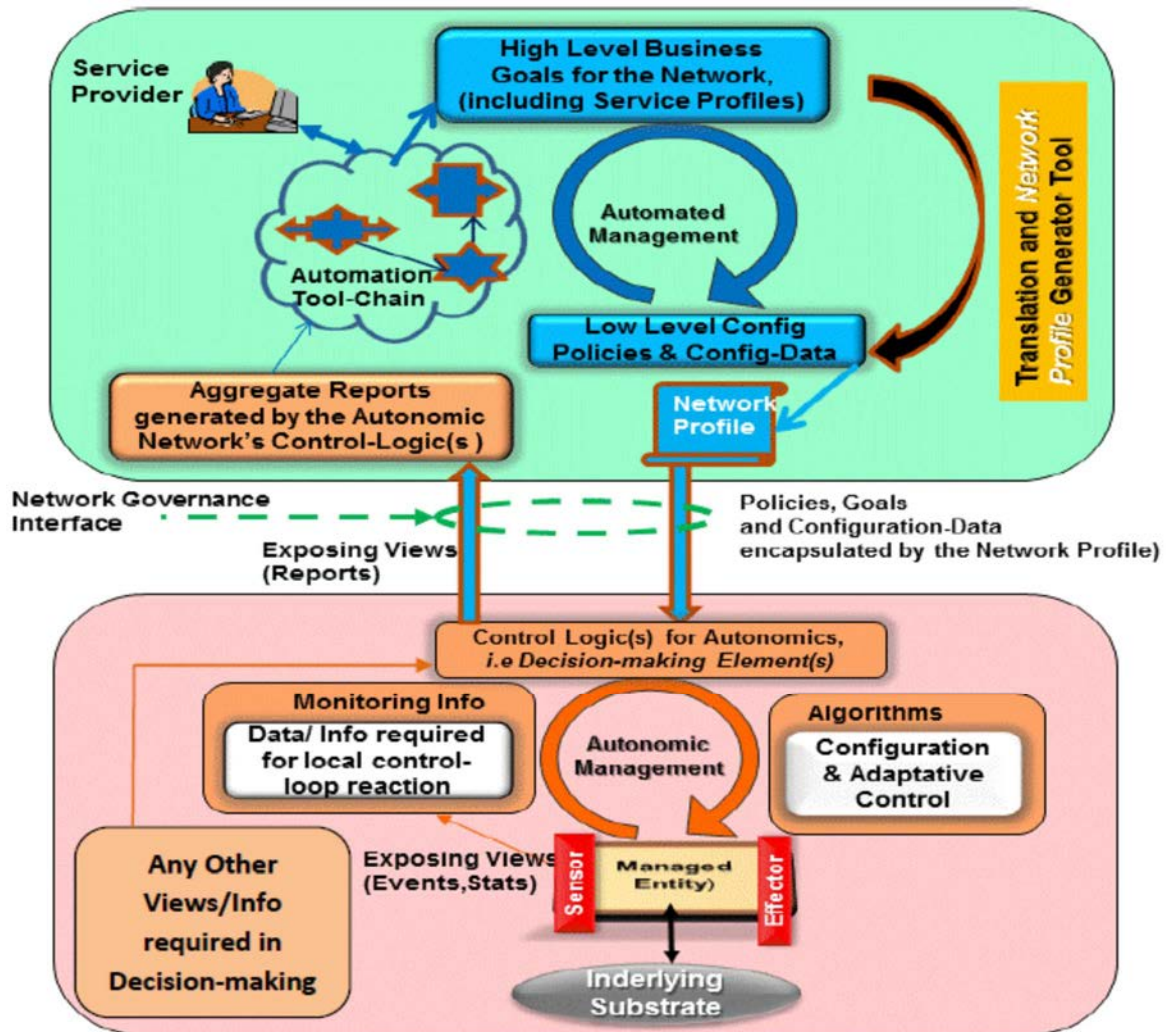 High Level Business
Goals for the Network,
(including Service Profiles)
Service
Provider
Automated
Management
Automation
Tool-Chain
Translation and Network
Profile Generator Tool
Low Level Config
Policies & Config-Data
Aggregate Reports
generated by the Autonomic
Network's Control-Logic(s )
Network
Profile
Network Governance
Interface
Exposing Views
(Reports)
Policies, Goals
and Configuration-Data
encapsulated by the Network Profile)
Control Logic(s) for Autonomics,
i.e Decision-making Element(s)
Monitoring Info
Data/ Info required
for local control-
loop reaction
Autonomic
Management
Algorithms
Configuration
& Adaptative
Control
Any Other
Views/Info
required in
Decision-making
Exposing Views
(Events,Stats)
Sensor
Managed
Entity)
Effector
Inderlying
Substrate